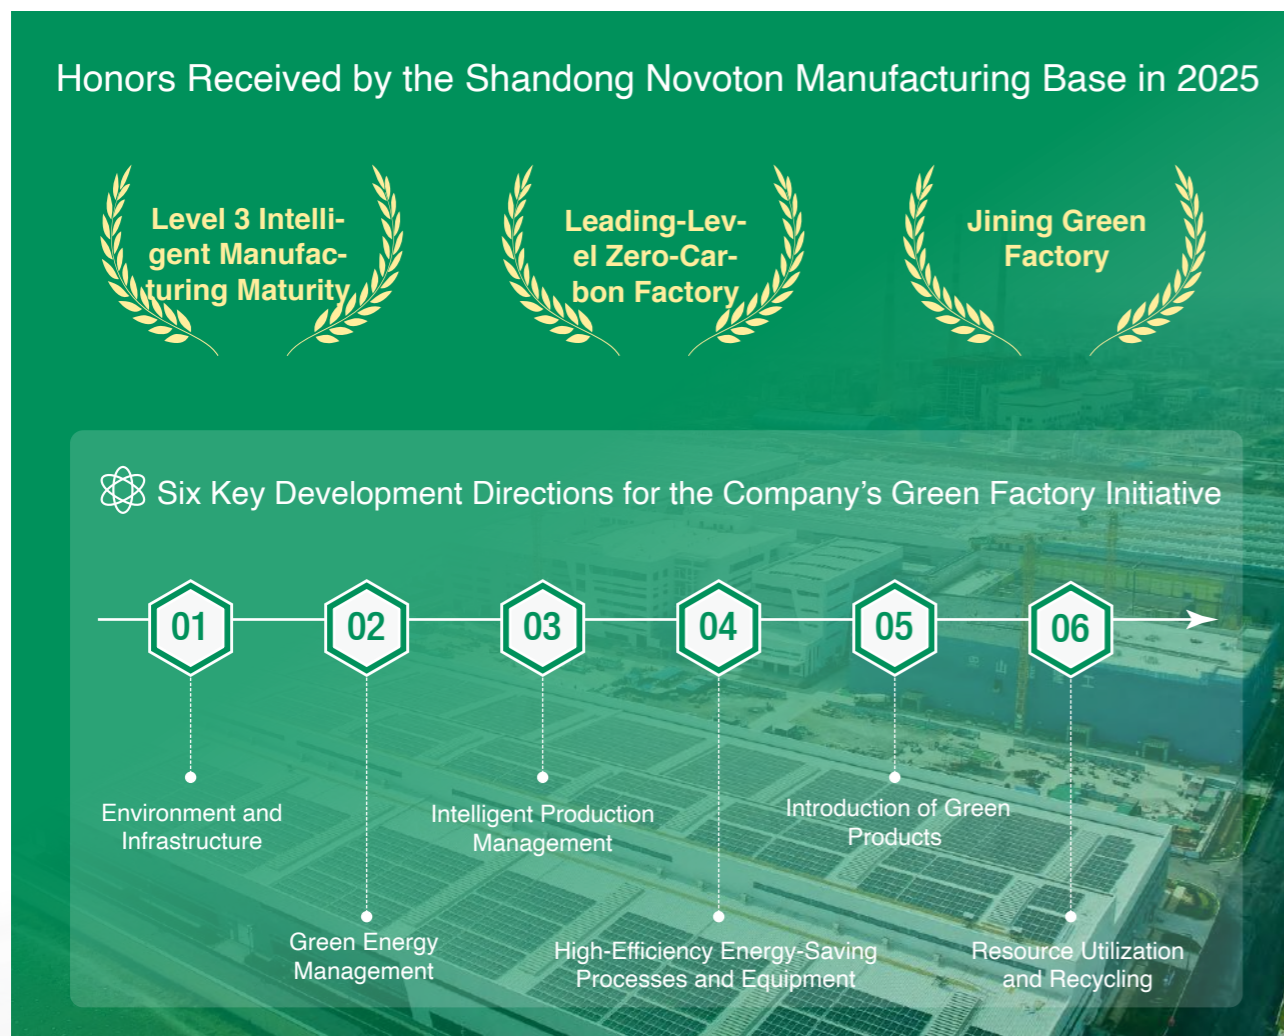 Honors Received by the Shandong Novoton Manufacturing Base in 2025
Level 3 Intelli-
gent Manufac-
turing Maturity
Leading-Lev-
el Zero-Car-
bon Factory
Jining Green
Factory
Six Key Development Directions for the Company’s Green Factory Initiative
01
02
03
04
05
06
Environment and
Infrastructure
Green Energy
Management
Intelligent Production
Management
High-Efficiency Energy-Saving
Processes and Equipment
Introduction of Green
Products
Resource Utilization
and Recycling